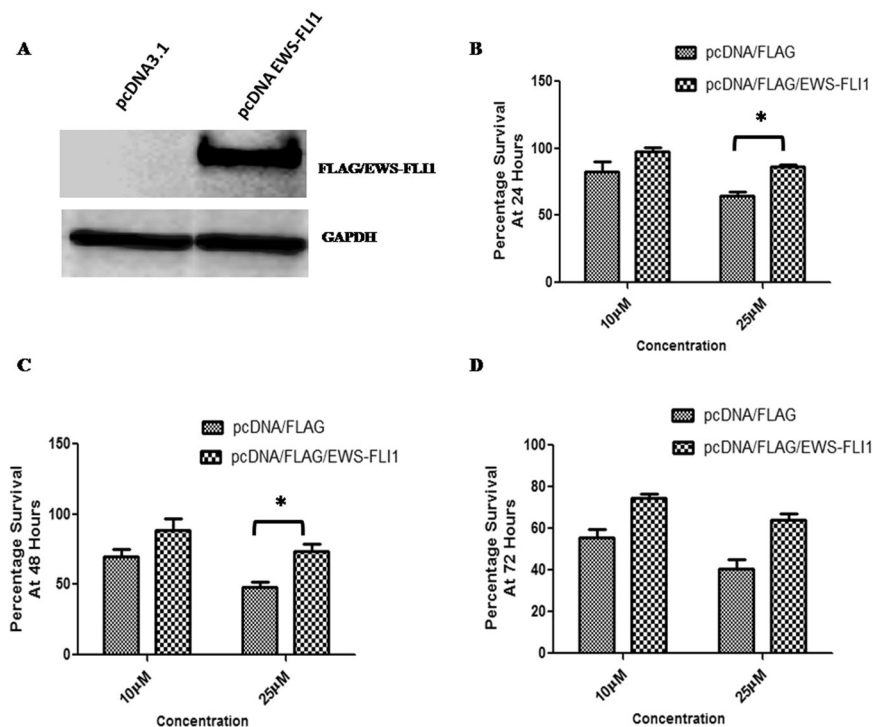 A
pcDNA3.1
pcDNA EWS-FLI1
FLAG/EWS-FLI1
GAPDH
B
pcDNA/FLAG
pcDNA/FLAG/EWS-FLI1
*
Percentage Survival
At 24 Hours
150
100
50
0
10µM
25µM
Concentration
C
pcDNA/FLAG
pcDNA/FLAG/EWS-FLI1
*
Percentage Survival
At 48 Hours
150
100
50
0
10µM
25µM
Concentration
D
pcDNA/FLAG
pcDNA/FLAG/EWS-FLI1
Percentage Survival
At 72 Hours
100
80
60
40
20
0
10µM
25µM
Concentration